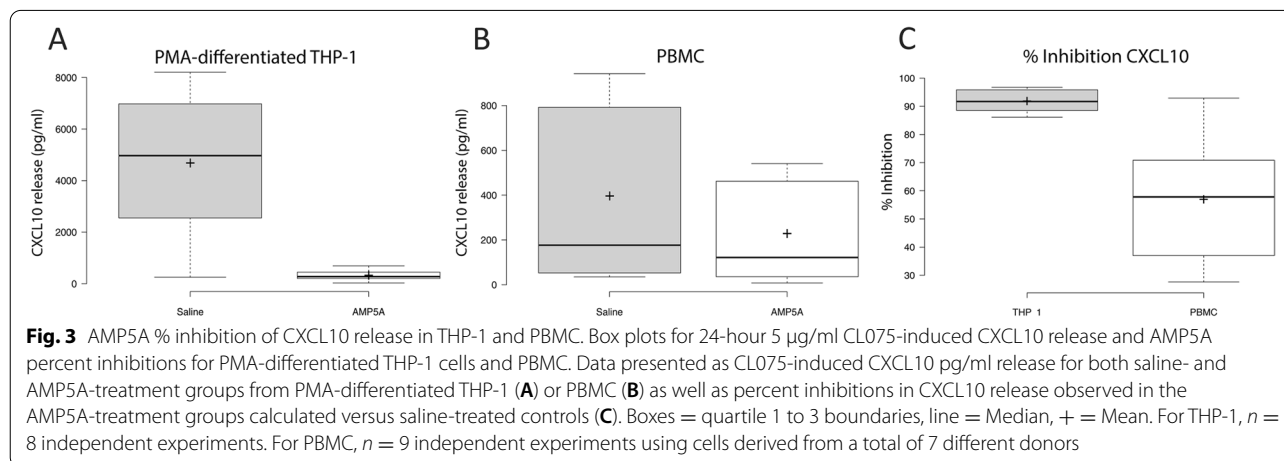 A
PMA-differentiated THP-1
CXCL10 release (pg/ml)
8000
6000
4000
2000
0
Saline
AMP5A
B
PBMC
CXCL10 release (pg/ml)
800
600
400
200
0
Saline
AMP5A
C
% Inhibition CXCL10
% Inhibition
100
90
80
70
60
50
40
30
THP 1
PBMC
Fig. 3 AMP5A % inhibition of CXCL10 release in THP-1 and PBMC. Box plots for 24-hour 5 μg/ml CL075-induced CXCL10 release and AMP5A
percent inhibitions for PMA-differentiated THP-1 cells and PBMC. Data presented as CL075-induced CXCL10 pg/ml release for both saline- and
AMP5A-treatment groups from PMA-differentiated THP-1 (A) or PBMC (B) as well as percent inhibitions in CXCL10 release observed in the
AMP5A-treatment groups calculated versus saline-treated controls (C). Boxes = quartile 1 to 3 boundaries, line = Median, + = Mean. For THP-1, n =
8 independent experiments. For PBMC, n = 9 independent experiments using cells derived from a total of 7 different donors